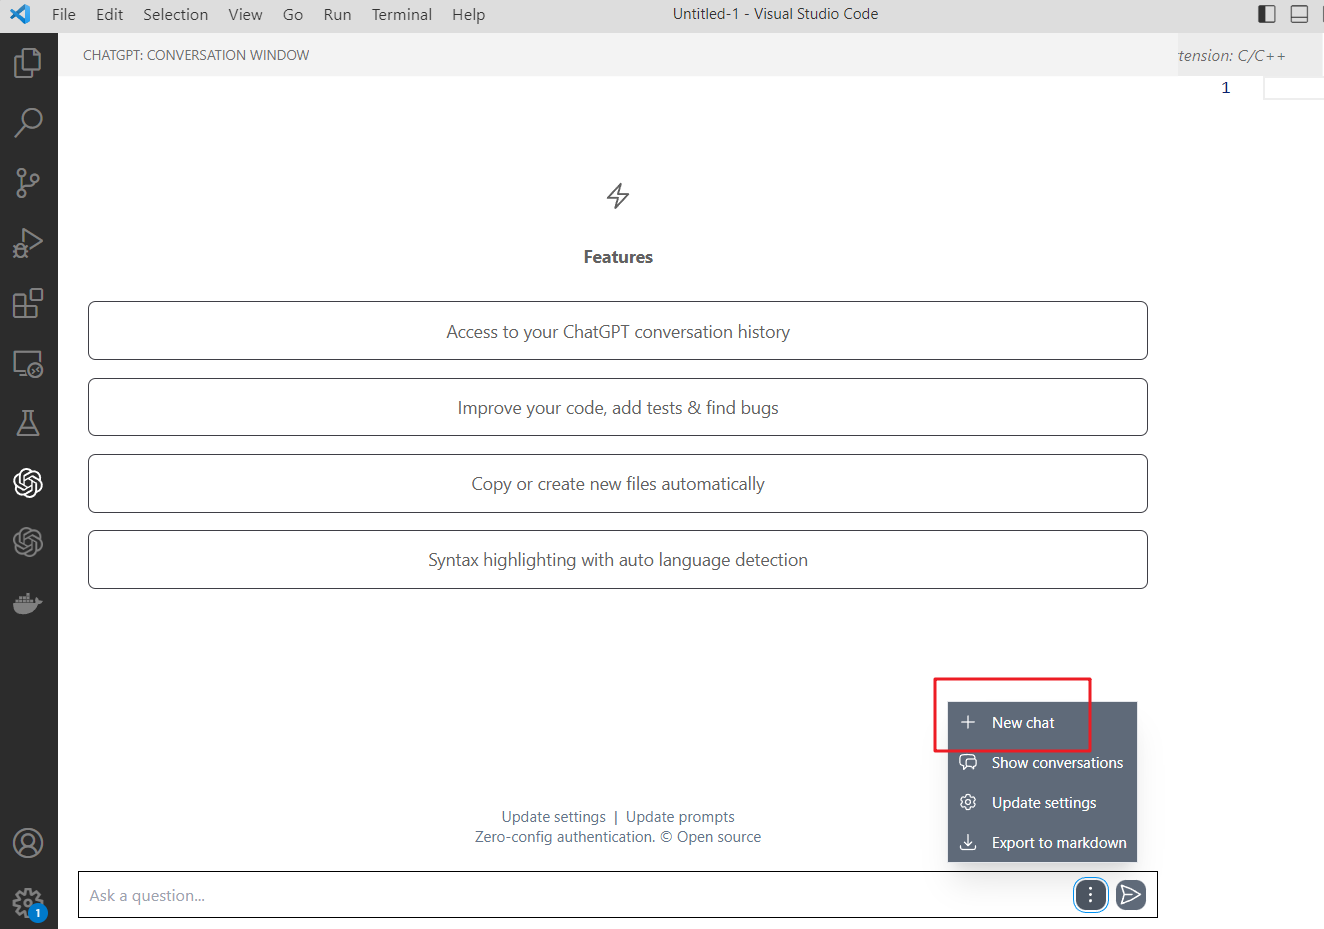 File Edit Selection View Go Run Terminal Help
Untitled-1 - Visual Studio Code
CHATGPT: CONVERSATION WINDOW
tension: C/C++
1
Features
Access to your ChatGPT conversation history
Improve your code, add tests & find bugs
Copy or create new files automatically
Syntax highlighting with auto language detection
New chat
Show conversations
Update settings
Export to markdown
Update settings | Update prompts
Zero-config authentication. © Open source
Ask a question...
1